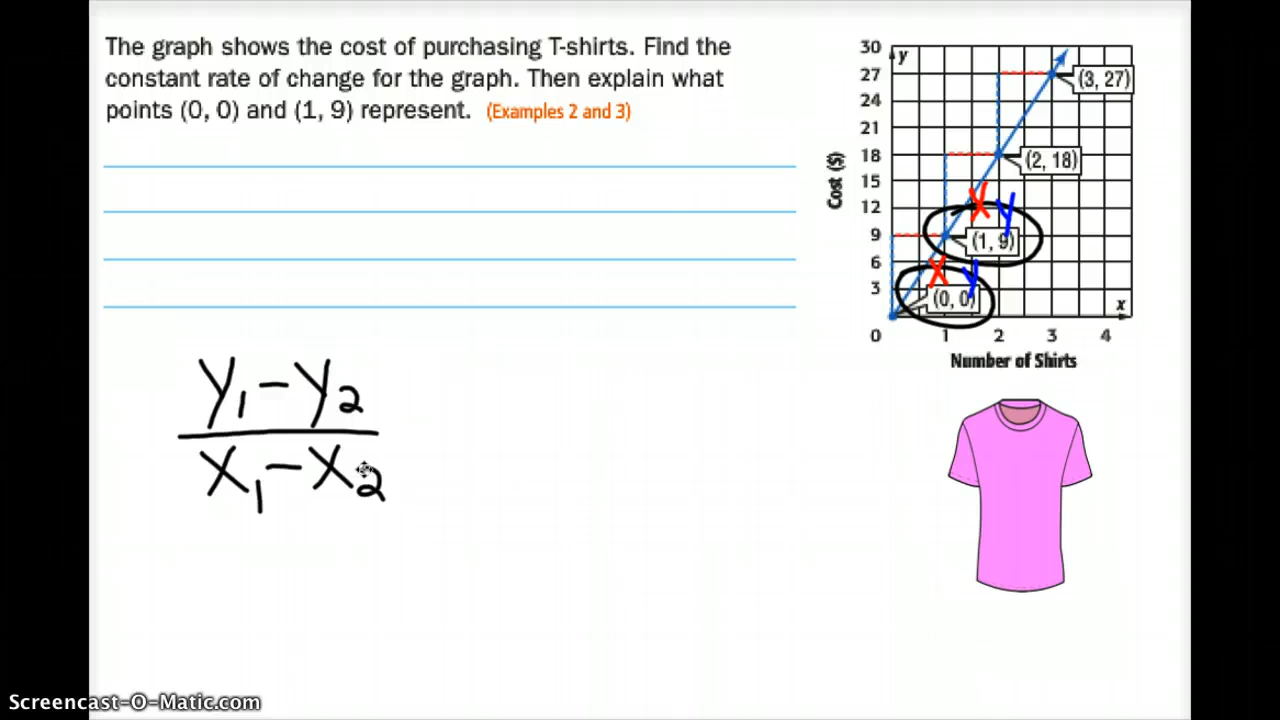 The graph shows the cost of purchasing T-shirts. Find the
constant rate of change for the graph. Then explain what
points (0, 0) and (1, 9) represent. (Examples 2 and 3)
30
27
24
21
18
15
12
9
6
3
0
1
2
3
4
y
x
Cost ($)
Number of Shirts
(3, 27)
(2, 18)
X y
(1, 9)
X y
(0, 0)
y1 - y2
X1 - X2
Screencast-O-Matic.com